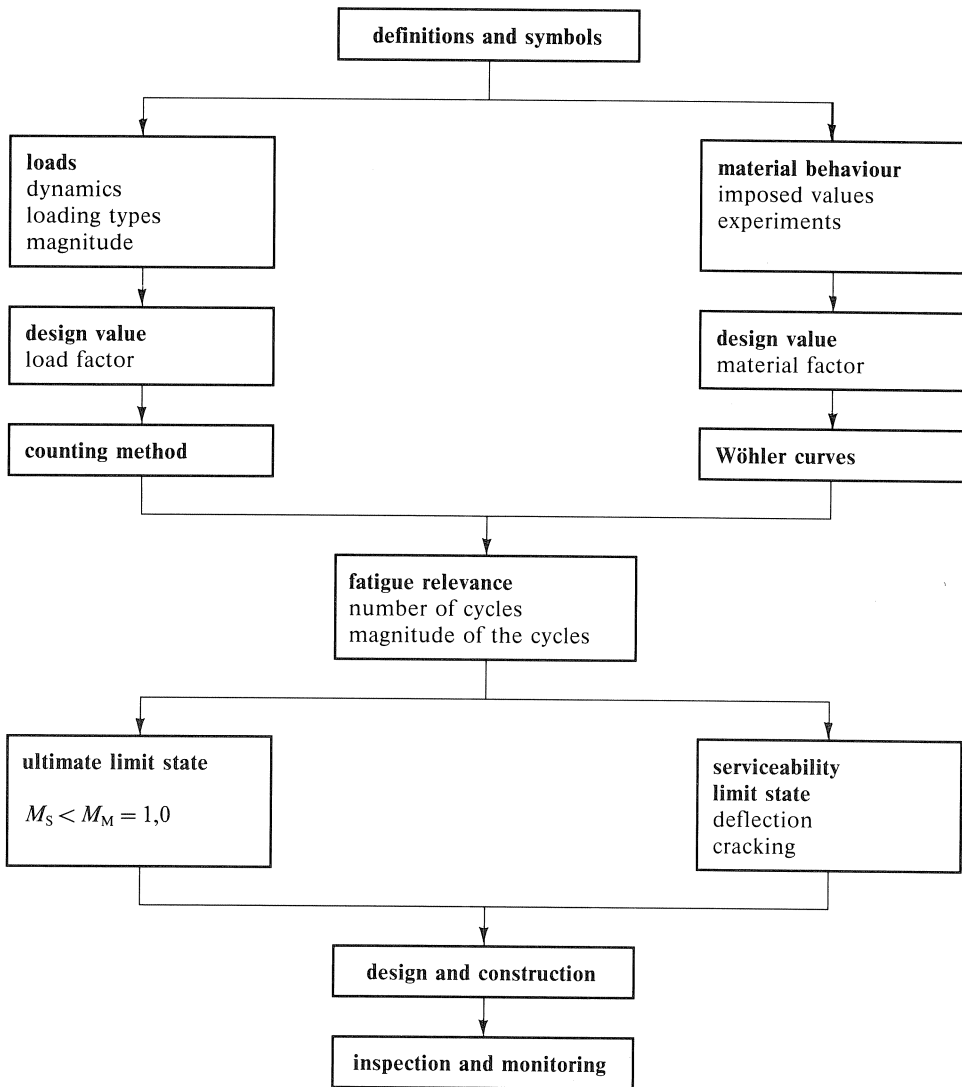 definitions and symbols
loads
dynamics
loading types
magnitude
material behaviour
imposed values
experiments
design value
load factor
design value
material factor
counting method
Wöhler curves
fatigue relevance
number of cycles
magnitude of the cycles
ultimate limit state
M_S < M_M = 1,0
serviceability
limit state
deflection
cracking
design and construction
inspection and monitoring